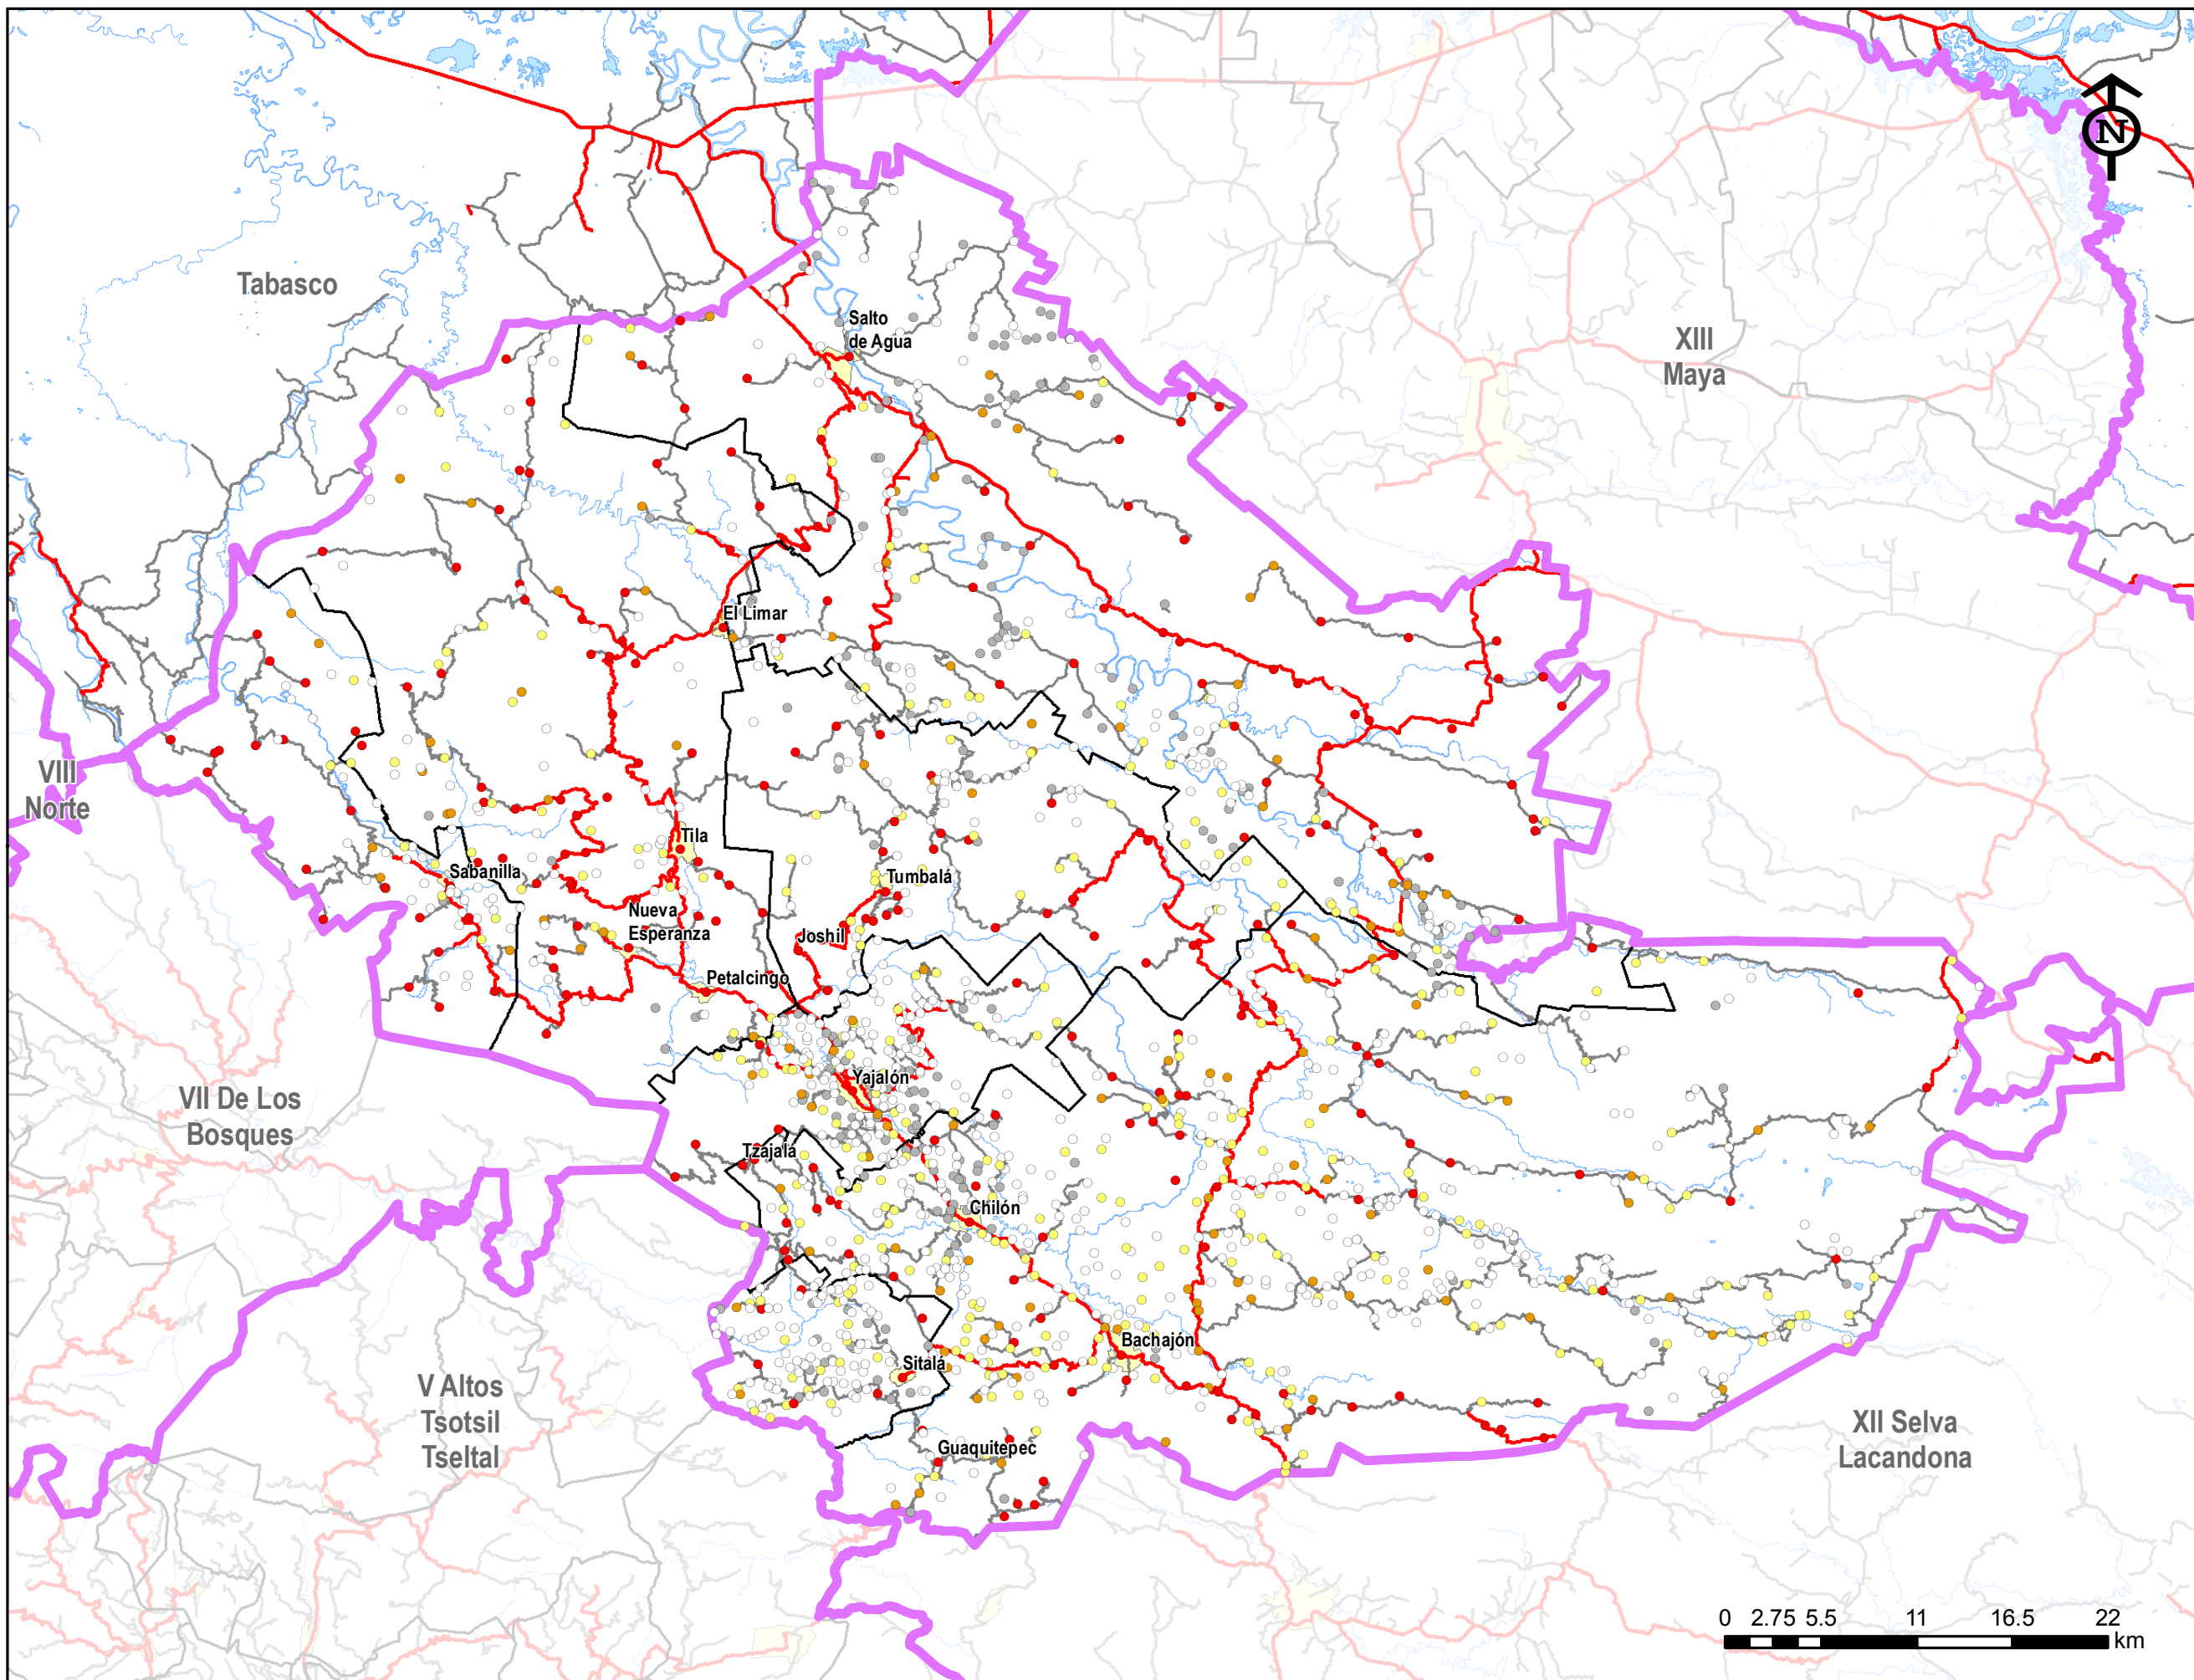 N
Tabasco
Salto
de Agua
XIII
Maya
El Limar
VIII
Norte
Tila
Sabanilla
Tumbalá
Nueva
Esperanza
Joshil
Petalcingo
Yajalón
VII De Los
Bosques
Tzajalá
Chilón
Bachajón
Sitalá
V Altos
Tsotsil
Tseltal
XII Selva
Lacandona
Guaquitepec
0 2.75 5.5 11 16.5 22
km